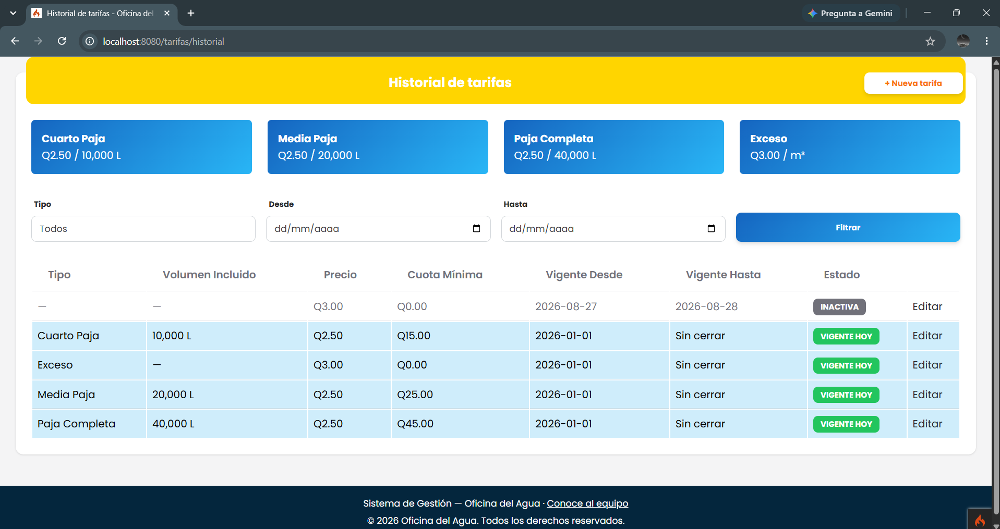 Historial de tarifas - Oficina del
Pregunta a Gemini
localhost:8080/tarifas/historial
Historial de tarifas
+ Nueva tarifa
Cuarto Paja
Q2.50 / 10,000 L
Media Paja
Q2.50 / 20,000 L
Paja Completa
Q2.50 / 40,000 L
Exceso
Q3.00 / m³
Tipo
Desde
Hasta
Todos
dd/mm/aaaa
dd/mm/aaaa
Filtrar
Tipo Volumen Incluido Precio Cuota Mínima Vigente Desde Vigente Hasta Estado
— — Q3.00 Q0.00 2026-08-27 2026-08-28 INACTIVA Editar
Cuarto Paja 10,000 L Q2.50 Q15.00 2026-01-01 Sin cerrar VIGENTE HOY Editar
Exceso — Q3.00 Q0.00 2026-01-01 Sin cerrar VIGENTE HOY Editar
Media Paja 20,000 L Q2.50 Q25.00 2026-01-01 Sin cerrar VIGENTE HOY Editar
Paja Completa 40,000 L Q2.50 Q45.00 2026-01-01 Sin cerrar VIGENTE HOY Editar
Sistema de Gestión — Oficina del Agua · Conoce al equipo
© 2026 Oficina del Agua. Todos los derechos reservados.